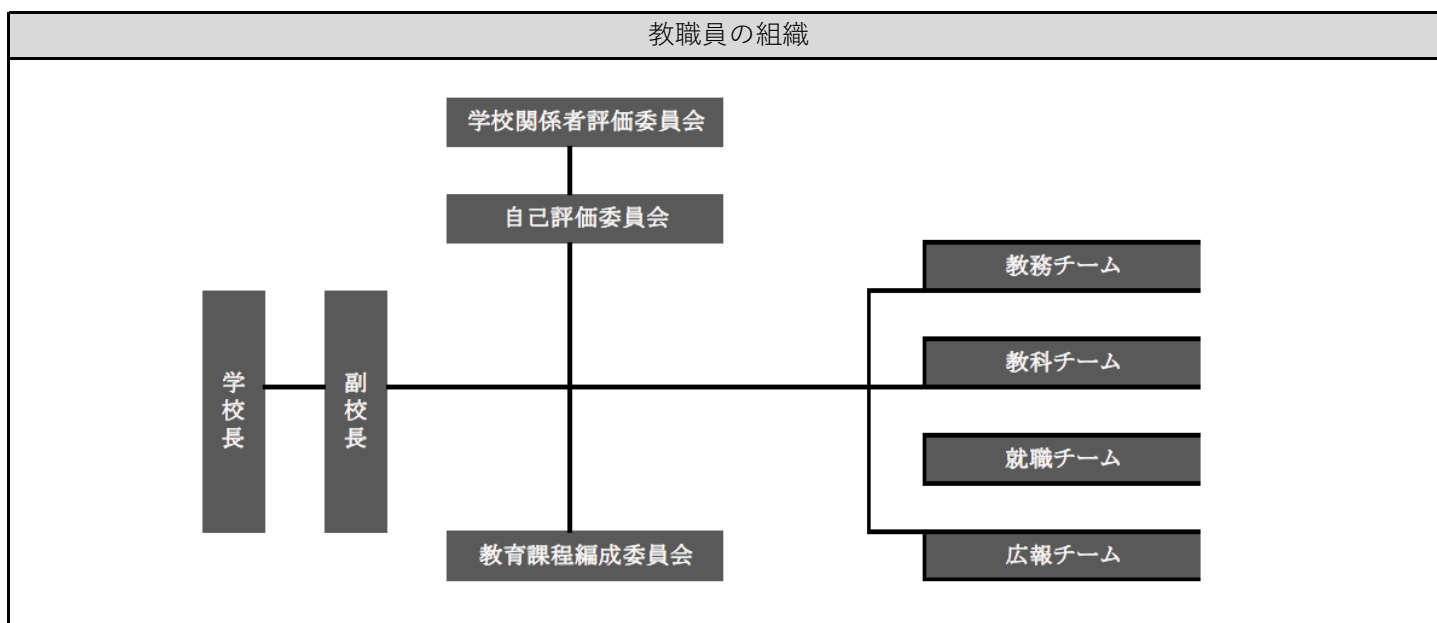 教職員の組織
学校関係者評価委員会
自己評価委員会
教務チーム
教科チーム
学校長
副校長
就職チーム
教育課程編成委員会
広報チーム